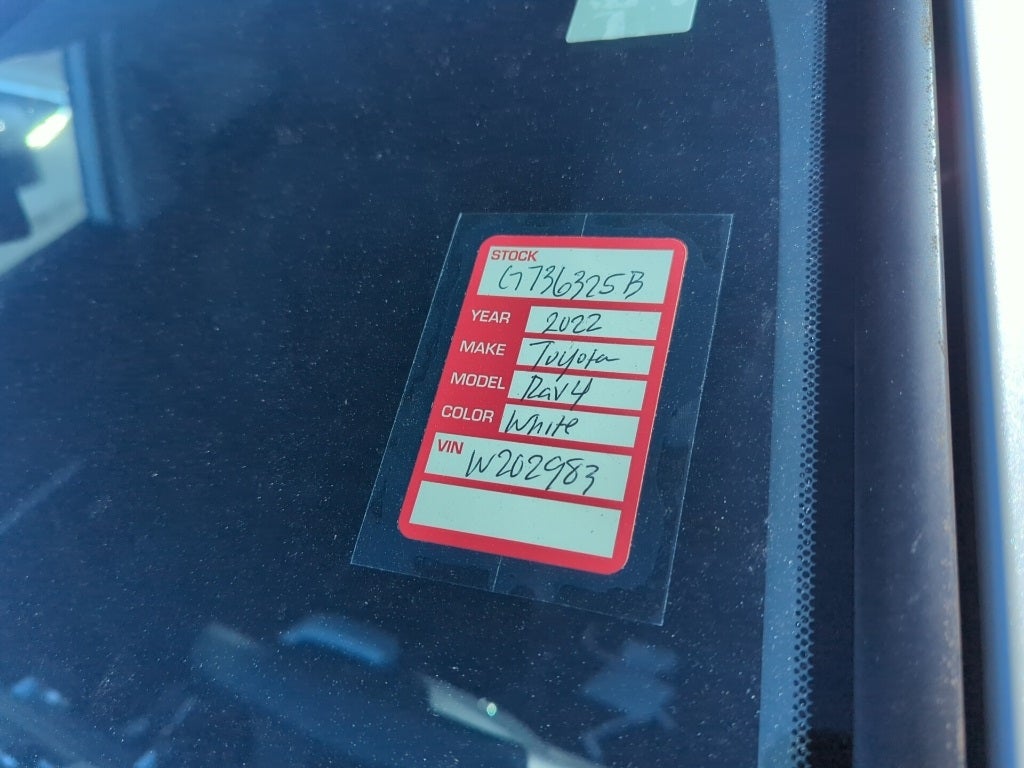 STOCK
G736325B
YEAR 2022
MAKE Toyota
MODEL Rav4
COLOR White
VIN
W202983